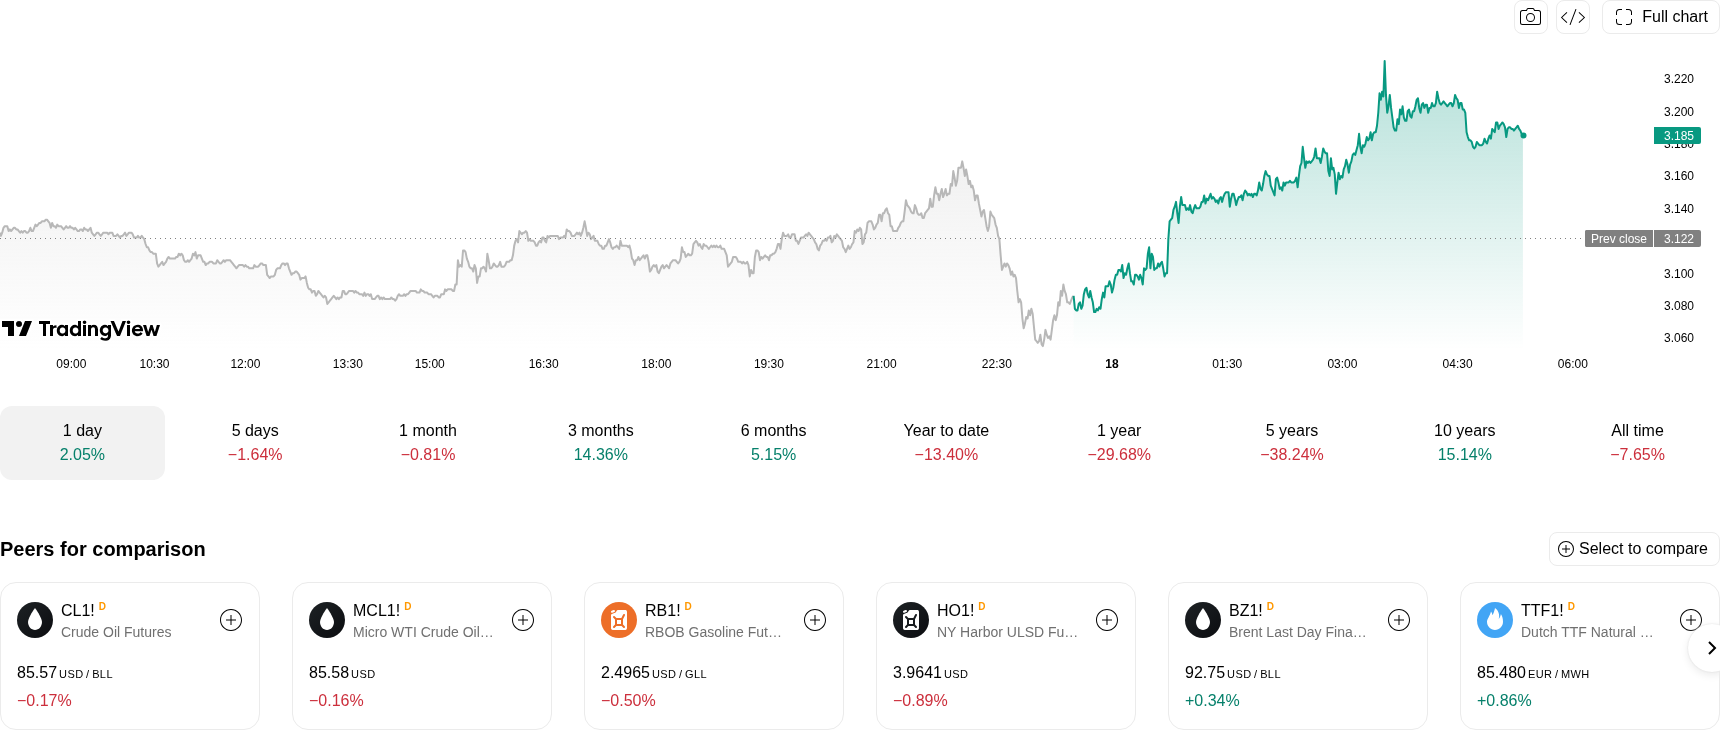 Full chart
3.220
3.200
3.185
3.180
3.160
3.140
Prev close 3.122
3.100
3.080
3.060
TradingView
09:00 10:30 12:00 13:30 15:00 16:30 18:00 19:30 21:00 22:30 18 01:30 03:00 04:30 06:00
1 day 5 days 1 month 3 months 6 months Year to date 1 year 5 years 10 years All time
2.05% −1.64% −0.81% 14.36% 5.15% −13.40% −29.68% −38.24% 15.14% −7.65%
Peers for comparison Select to compare
CL1! D MCL1! D RB1! D HO1! D BZ1! D TTF1! D
Crude Oil Futures Micro WTI Crude Oil… RBOB Gasoline Fut… NY Harbor ULSD Fu… Brent Last Day Fina… Dutch TTF Natural …
85.57 USD / BLL 85.58 USD 2.4965 USD / GLL 3.9641 USD 92.75 USD / BLL 85.480 EUR / MWH
−0.17% −0.16% −0.50% −0.89% +0.34% +0.86%